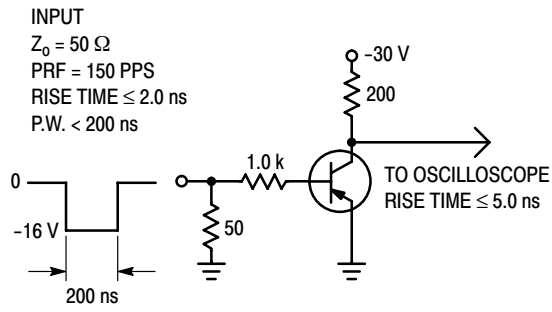 INPUT
Zo = 50 Ω
PRF = 150 PPS
RISE TIME ≤ 2.0 ns
P.W. < 200 ns
-30 V
200
1.0 k
TO OSCILLOSCOPE
RISE TIME ≤ 5.0 ns
0
-16 V
50
200 ns